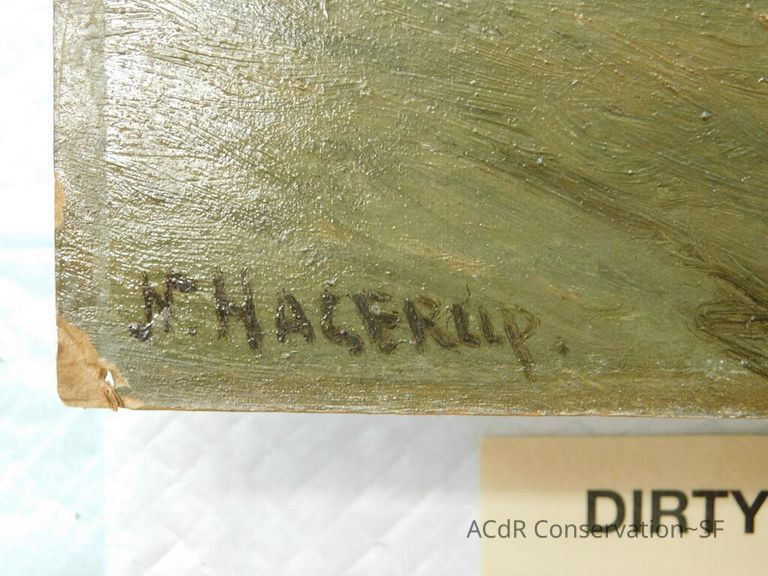 N. HAGERUP.
DIRTY
ACdR Conservation~SF